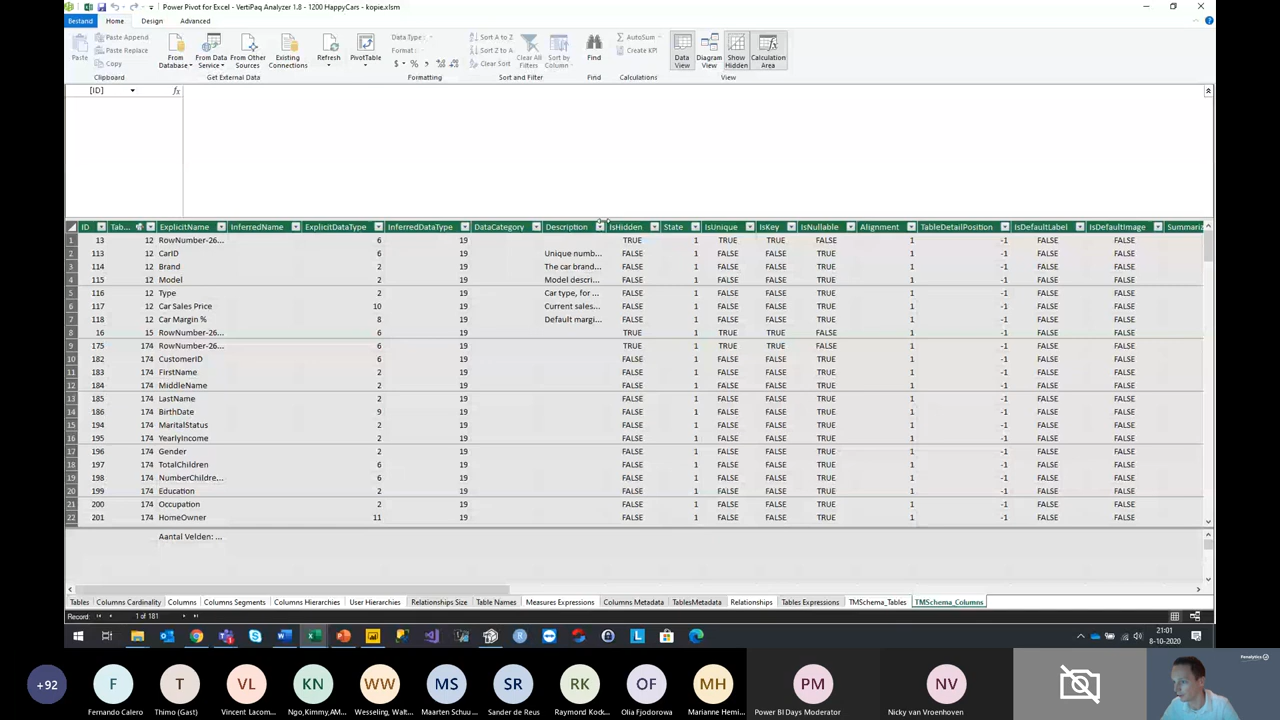 Power Pivot for Excel - VertiPaq Analyzer 1.8 - 1200 HappyCars - kopie.xlsm
Bestand Home Design Advanced
Paste Paste Append Paste Replace Copy
From Database From Data Service From Other Sources Existing Connections Refresh PivotTable
Data Type : Format : $ % Sort A to Z Sort Z to A Clear Sort Clear All Filters Sort by Column Find AutoSum Create KPI Data View Diagram View Show Hidden Calculation Area
Clipboard Get External Data Formatting Sort and Filter Find Calculations View
[ID] fx
ID Tab... ExplicitName InferredName ExplicitDataType InferredDataType DataCategory Description IsHidden State IsUnique IsKey IsNullable Alignment TableDetailPosition IsDefaultLabel IsDefaultImage Summariz
1 13 12 RowNumber-26... 6 19 TRUE 1 TRUE TRUE FALSE 1 -1 FALSE FALSE
2 113 12 CarID 6 19 Unique numb... FALSE 1 FALSE FALSE TRUE 1 -1 FALSE FALSE
3 114 12 Brand 2 19 The car brand... FALSE 1 FALSE FALSE TRUE 1 -1 FALSE FALSE
4 115 12 Model 2 19 Model descri... FALSE 1 FALSE FALSE TRUE 1 -1 FALSE FALSE
5 116 12 Type 2 19 Car type, for ... FALSE 1 FALSE FALSE TRUE 1 -1 FALSE FALSE
6 117 12 Car Sales Price 10 19 Current sales... FALSE 1 FALSE FALSE TRUE 1 -1 FALSE FALSE
7 118 12 Car Margin % 8 19 Default margi... FALSE 1 FALSE FALSE TRUE 1 -1 FALSE FALSE
8 16 15 RowNumber-26... 6 19 TRUE 1 TRUE TRUE FALSE 1 -1 FALSE FALSE
9 175 174 RowNumber-26... 6 19 TRUE 1 TRUE TRUE FALSE 1 -1 FALSE FALSE
10 182 174 CustomerID 6 19 FALSE 1 FALSE FALSE TRUE 1 -1 FALSE FALSE
11 183 174 FirstName 2 19 FALSE 1 FALSE FALSE TRUE 1 -1 FALSE FALSE
12 184 174 MiddleName 2 19 FALSE 1 FALSE FALSE TRUE 1 -1 FALSE FALSE
13 185 174 LastName 2 19 FALSE 1 FALSE FALSE TRUE 1 -1 FALSE FALSE
14 186 174 BirthDate 9 19 FALSE 1 FALSE FALSE TRUE 1 -1 FALSE FALSE
15 194 174 MaritalStatus 2 19 FALSE 1 FALSE FALSE TRUE 1 -1 FALSE FALSE
16 195 174 YearlyIncome 2 19 FALSE 1 FALSE FALSE TRUE 1 -1 FALSE FALSE
17 196 174 Gender 2 19 FALSE 1 FALSE FALSE TRUE 1 -1 FALSE FALSE
18 197 174 TotalChildren 6 19 FALSE 1 FALSE FALSE TRUE 1 -1 FALSE FALSE
19 198 174 NumberChildre... 6 19 FALSE 1 FALSE FALSE TRUE 1 -1 FALSE FALSE
20 199 174 Education 2 19 FALSE 1 FALSE FALSE TRUE 1 -1 FALSE FALSE
21 200 174 Occupation 2 19 FALSE 1 FALSE FALSE TRUE 1 -1 FALSE FALSE
22 201 174 HomeOwner 11 19 FALSE 1 FALSE FALSE TRUE 1 -1 FALSE FALSE
Aantal Velden: ...
Tables Columns Cardinality Columns Columns Segments Columns Hierarchies User Hierarchies Relationships Size Table Names Measures Expressions Columns Metadata TablesMetadata Relationships Tables Expressions TMSchema_Tables TMSchema_Columns
Record: 1 of 181
21:01
8-10-2020
+92 F T VL KN WW MS SR RK OF MH PM NV
Fernando Calero Thimo (Gast) Vincent Lacom... Ngo,Kimmy,AM... Wesseling, Walt... Maarten Schuu... Sander de Reus Raymond Kock... Olia Fjodorowa Marianne Hemi... Power BI Days Moderator Nicky van Vroenhoven